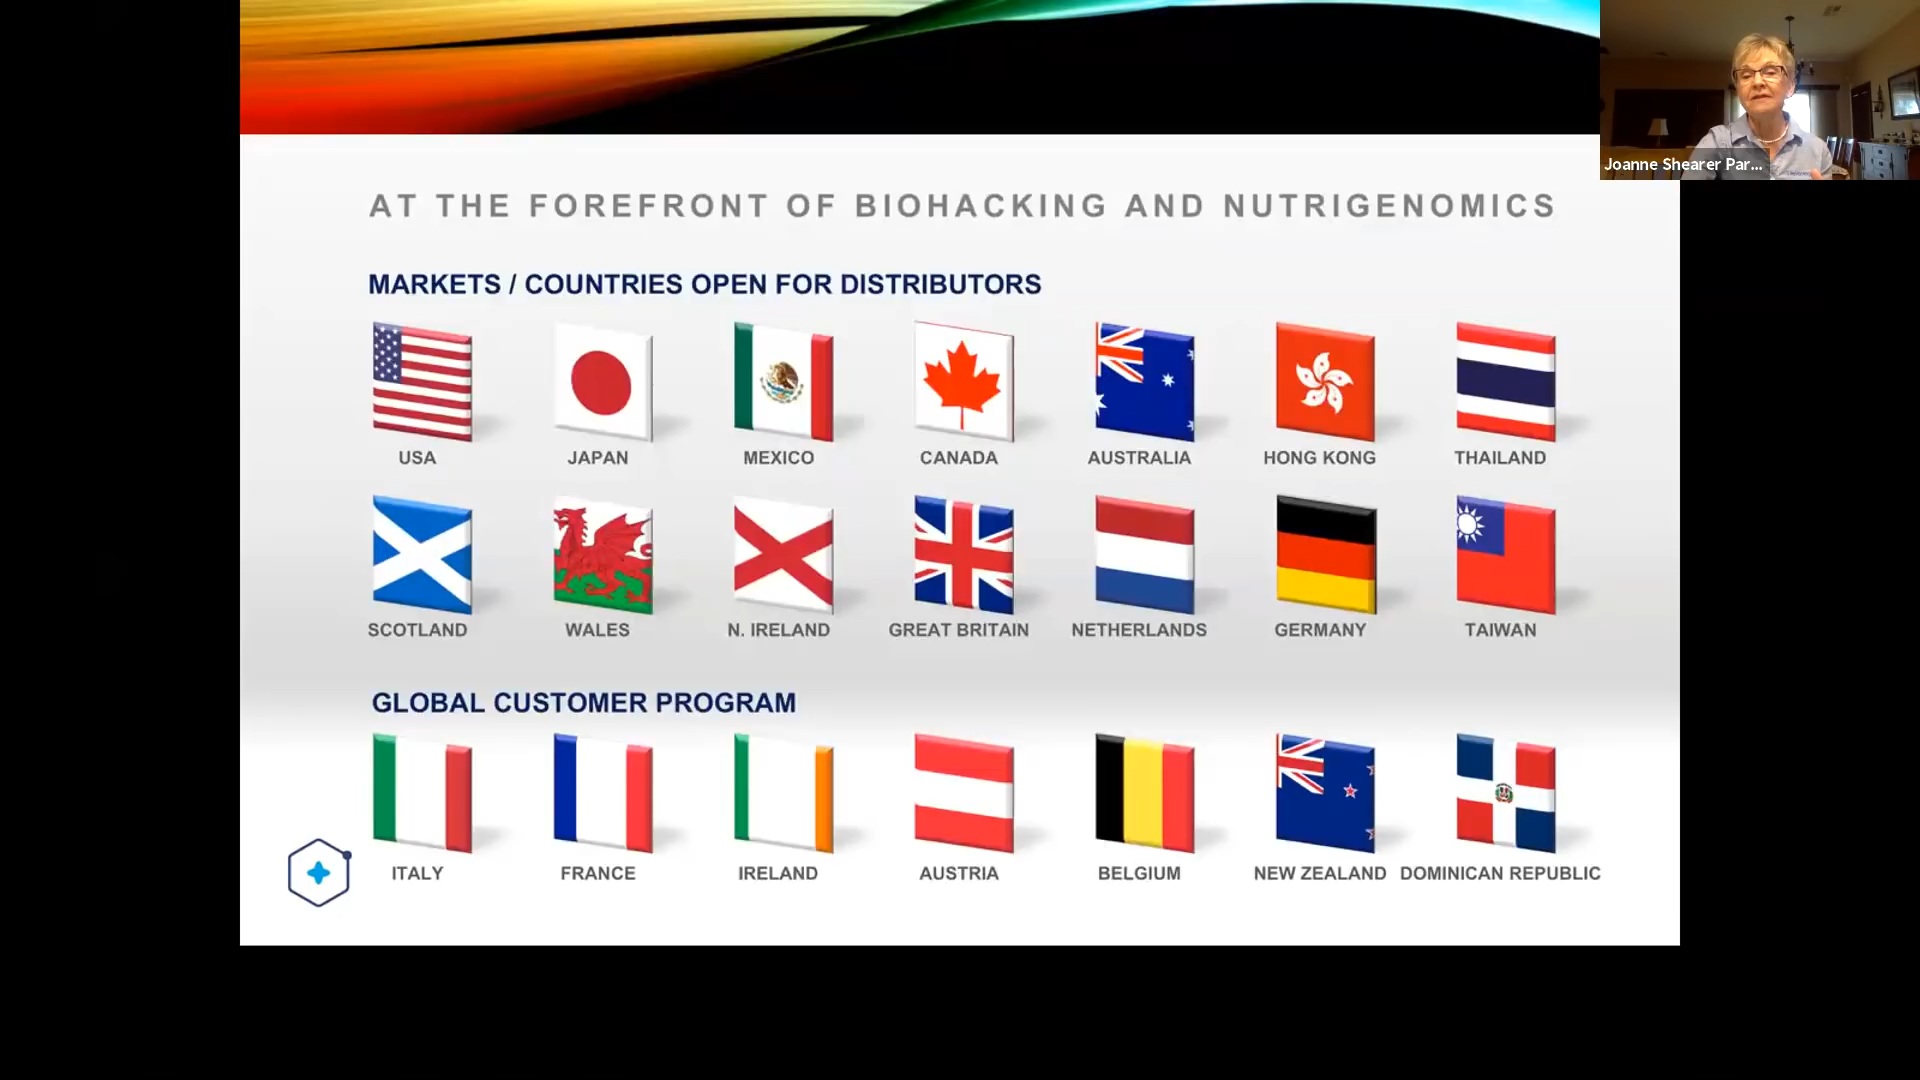 Joanne Shearer Par...
AT THE FOREFRONT OF BIOHACKING AND NUTRIGENOMICS
MARKETS / COUNTRIES OPEN FOR DISTRIBUTORS
USA JAPAN MEXICO CANADA AUSTRALIA HONG KONG THAILAND
SCOTLAND WALES N. IRELAND GREAT BRITAIN NETHERLANDS GERMANY TAIWAN
GLOBAL CUSTOMER PROGRAM
ITALY FRANCE IRELAND AUSTRIA BELGIUM NEW ZEALAND DOMINICAN REPUBLIC